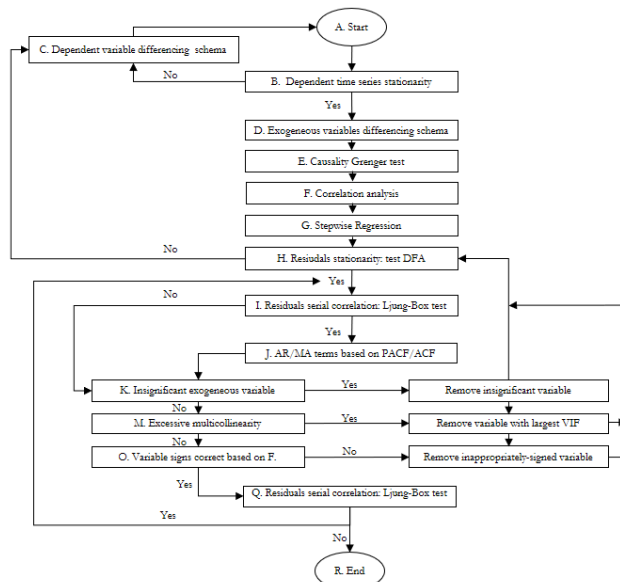 A. Start
C. Dependent variable differencing schema
No
B. Dependent time series stationarity
Yes
D. Exogeneous variables differencing schema
E. Causality Grenger test
F. Correlation analysis
G. Stepwise Regression
No
H. Resiudals stationarity: test DFA
Yes
No
I. Residuals serial correlation: Ljung-Box test
Yes
J. AR/MA terms based on PACF/ACF
K. Insignificant exogeneous variable
Yes
Remove insignificant variable
No
M. Excessive multicollinearity
Yes
Remove variable with largest VIF
No
O. Variable signs correct based on F.
No
Remove inappropriately-signed variable
Yes
Q. Residuals serial correlation: Ljung-Box test
Yes
No
R. End